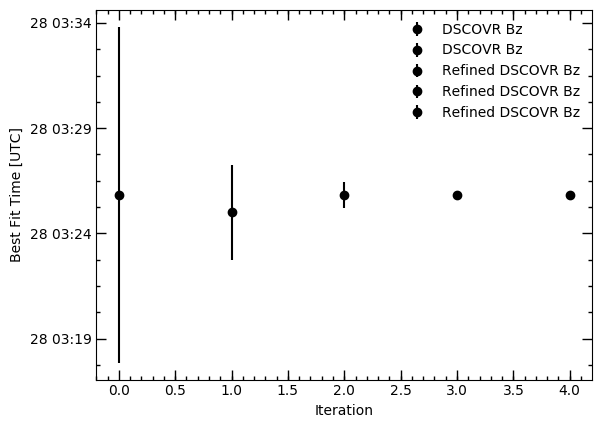 28 03:34
28 03:29
28 03:24
28 03:19
Best Fit Time [UTC]
DSCOVR Bz
DSCOVR Bz
Refined DSCOVR Bz
Refined DSCOVR Bz
Refined DSCOVR Bz
0.0 0.5 1.0 1.5 2.0 2.5 3.0 3.5 4.0
Iteration